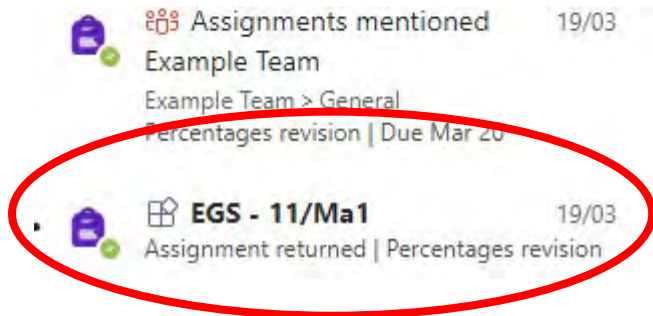 Assignments mentioned 19/03
Example Team
Example Team > General
Percentages revision | Due Mar 20
EGS - 11/Ma1 19/03
Assignment returned | Percentages revision